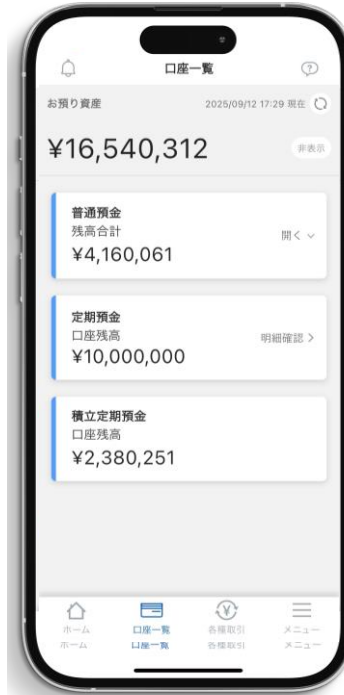 口座一覧
お預り資産
2025/09/12 17:29 現在
¥16,540,312
非表示
普通預金
残高合計
¥4,160,061
開く
定期預金
口座残高
¥10,000,000
明細確認
積立定期預金
口座残高
¥2,380,251
ホーム 口座一覧 各種取引 メニュー
ホーム 口座一覧 各種取引 メニュー